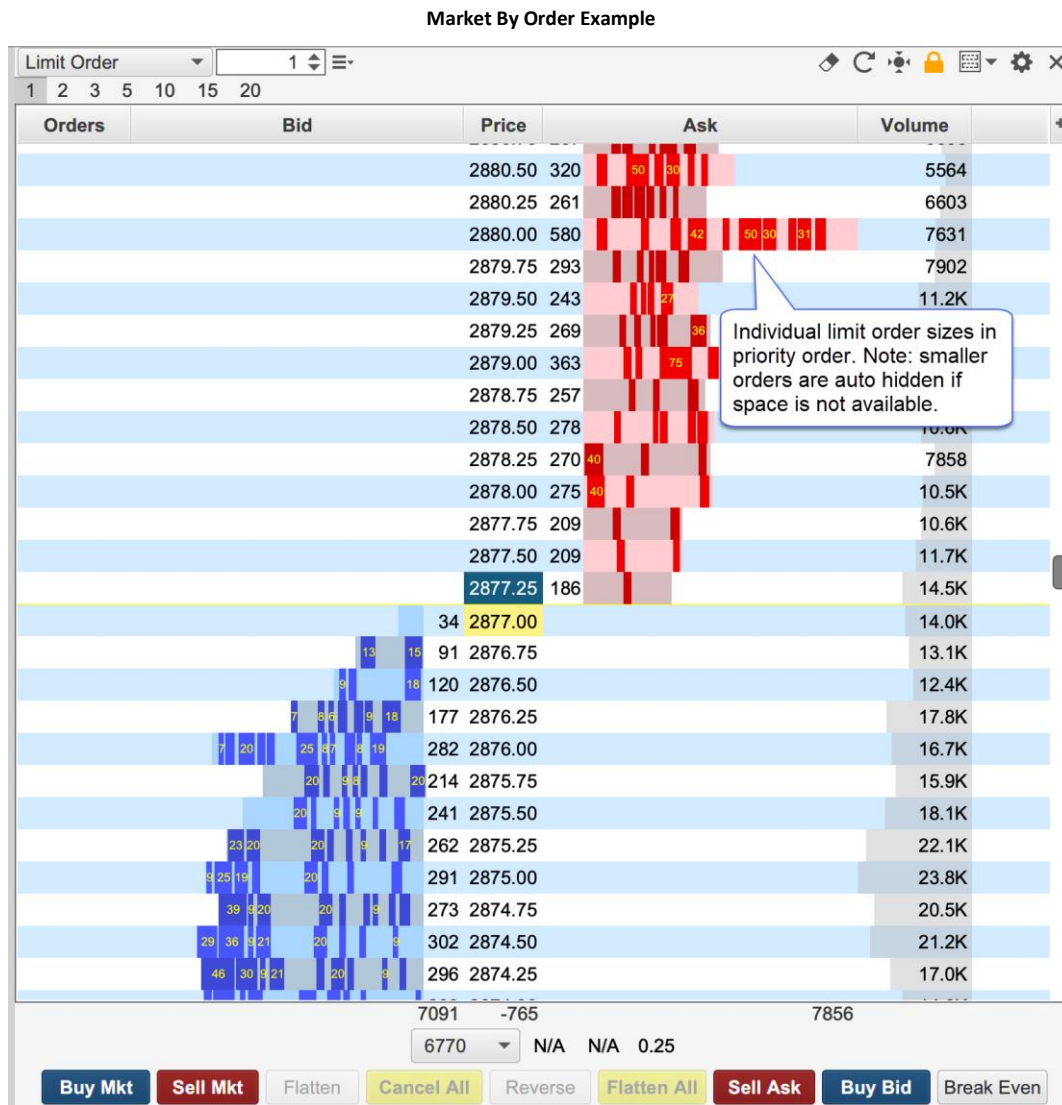 Market By Order Example
Limit Order 1
1 2 3 5 10 15 20
Orders Bid Price Ask Volume
2880.50 320 50 30 5564
2880.25 261 6603
2880.00 580 42 50 30 31 7631
2879.75 293 7902
2879.50 243 27 11.2K
2879.25 269 36
2879.00 363 75
2878.75 257
2878.50 278 10.6K
Individual limit order sizes in
priority order. Note: smaller
orders are auto hidden if
space is not available.
2878.25 270 40 7858
2878.00 275 40 10.5K
2877.75 209 10.6K
2877.50 209 11.7K
2877.25 186 14.5K
34 2877.00 14.0K
13 15 91 2876.75 13.1K
9 18 120 2876.50 12.4K
7 8 6 9 18 177 2876.25 17.8K
7 20 25 8 7 8 19 282 2876.00 16.7K
20 9 8 20 214 2875.75 15.9K
20 9 9 241 2875.50 18.1K
23 20 20 9 17 262 2875.25 22.1K
9 25 19 20 291 2875.00 23.8K
39 9 20 20 9 273 2874.75 20.5K
29 36 9 21 20 9 302 2874.50 21.2K
46 30 9 21 20 9 296 2874.25 17.0K
7091 -765 7856
6770 N/A N/A 0.25
Buy Mkt Sell Mkt Flatten Cancel All Reverse Flatten All Sell Ask Buy Bid Break Even